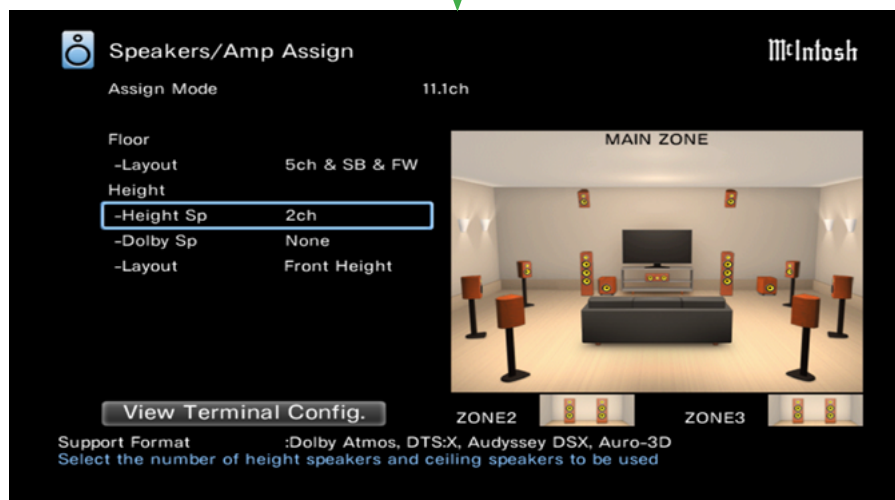 Speakers/Amp Assign
McIntosh
Assign Mode 11.1ch
Floor
MAIN ZONE
-Layout 5ch & SB & FW
Height
-Height Sp 2ch
-Dolby Sp None
-Layout Front Height
View Terminal Config.
ZONE2 ZONE3
Support Format :Dolby Atmos, DTS:X, Audyssey DSX, Auro-3D
Select the number of height speakers and ceiling speakers to be used